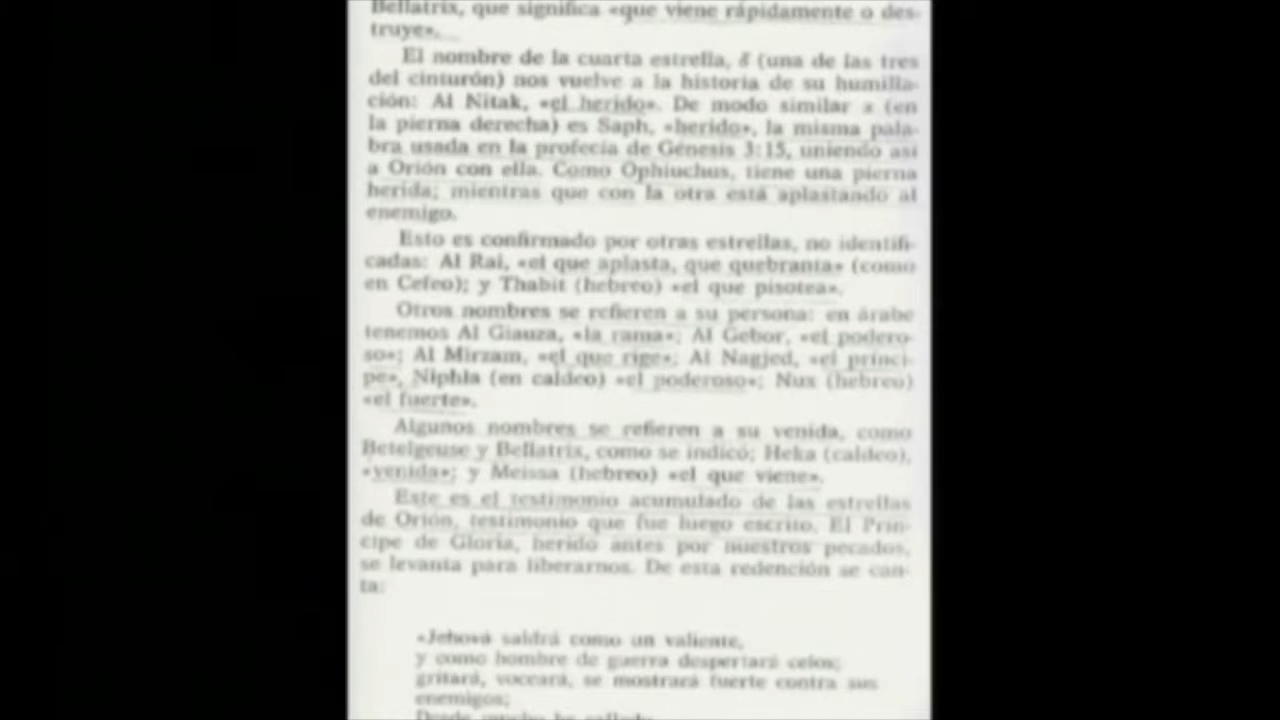 Bellatrix, que significa «que viene rápidamente o des-
truye».
El nombre de la cuarta estrella, δ (una de las tres
del cinturón) nos vuelve a la historia de su humilla-
ción: Al Nitak, «el herido». De modo similar κ (en
la pierna derecha) es Saph, «herido», la misma pala-
bra usada en la profecía de Génesis 3:15, uniendo así
a Orión con ella. Como Ophiuchus, tiene una pierna
herida; mientras que con la otra está aplastando al
enemigo.
Esto es confirmado por otras estrellas, no identifi-
cadas: Al Rai, «el que aplasta, que quebranta» (como
en Cefeo); y Thabit (hebreo) «el que pisotea».
Otros nombres se refieren a su persona: en árabe
tenemos Al Giauza, «la rama»; Al Gebor, «el podero-
so»; Al Mirzam, «el que rige»; Al Nagjed, «el prínci-
pe», Niphla (en caldeo) «el poderoso»; Nux (hebreo)
«el fuerte».
Algunos nombres se refieren a su venida, como
Betelgeuse y Bellatrix, como se indicó; Heka (caldeo),
«venida»; y Meissa (hebreo) «el que viene».
Este es el testimonio acumulado de las estrellas
de Orión, testimonio que fue luego escrito. El Prín-
cipe de Gloria, herido antes por nuestros pecados,
se levanta para liberarnos. De esta redención se can-
ta:
«Jehová saldrá como un valiente,
y como hombre de guerra despertará celos;
gritará, voceará, se mostrará fuerte contra sus
enemigos;
Desde mucho he callado